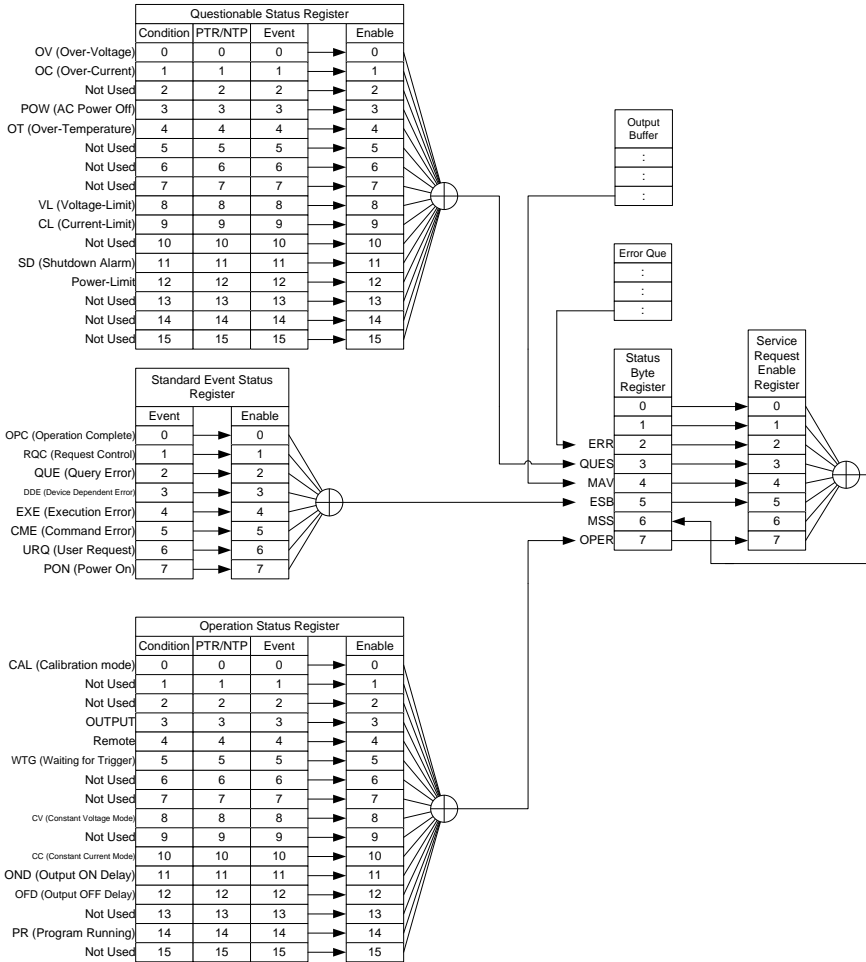 Questionable Status Register
Condition PTR/NTP Event Enable
OV (Over-Voltage) 0 0 0 0
OC (Over-Current) 1 1 1 1
Not Used 2 2 2 2
POW (AC Power Off) 3 3 3 3
OT (Over-Temperature) 4 4 4 4
Not Used 5 5 5 5
Not Used 6 6 6 6
Not Used 7 7 7 7
VL (Voltage-Limit) 8 8 8 8
CL (Current-Limit) 9 9 9 9
Not Used 10 10 10 10
SD (Shutdown Alarm) 11 11 11 11
Power-Limit 12 12 12 12
Not Used 13 13 13 13
Not Used 14 14 14 14
Not Used 15 15 15 15
Output
Buffer
:
:
:
Error Que
:
:
:
Standard Event Status
Register
Event Enable
OPC (Operation Complete) 0 0
RQC (Request Control) 1 1
QUE (Query Error) 2 2
DDE (Device Dependent Error) 3 3
EXE (Execution Error) 4 4
CME (Command Error) 5 5
URQ (User Request) 6 6
PON (Power On) 7 7
Status
Byte
Register
0
1
ERR 2
QUES 3
MAV 4
ESB 5
MSS 6
OPER 7
Service
Request
Enable
Register
0
1
2
3
4
5
6
7
Operation Status Register
Condition PTR/NTP Event Enable
CAL (Calibration mode) 0 0 0 0
Not Used 1 1 1 1
Not Used 2 2 2 2
OUTPUT 3 3 3 3
Remote 4 4 4 4
WTG (Waiting for Trigger) 5 5 5 5
Not Used 6 6 6 6
Not Used 7 7 7 7
CV (Constant Voltage Mode) 8 8 8 8
Not Used 9 9 9 9
CC (Constant Current Mode) 10 10 10 10
OND (Output ON Delay) 11 11 11 11
OFD (Output OFF Delay) 12 12 12 12
Not Used 13 13 13 13
PR (Program Running) 14 14 14 14
Not Used 15 15 15 15